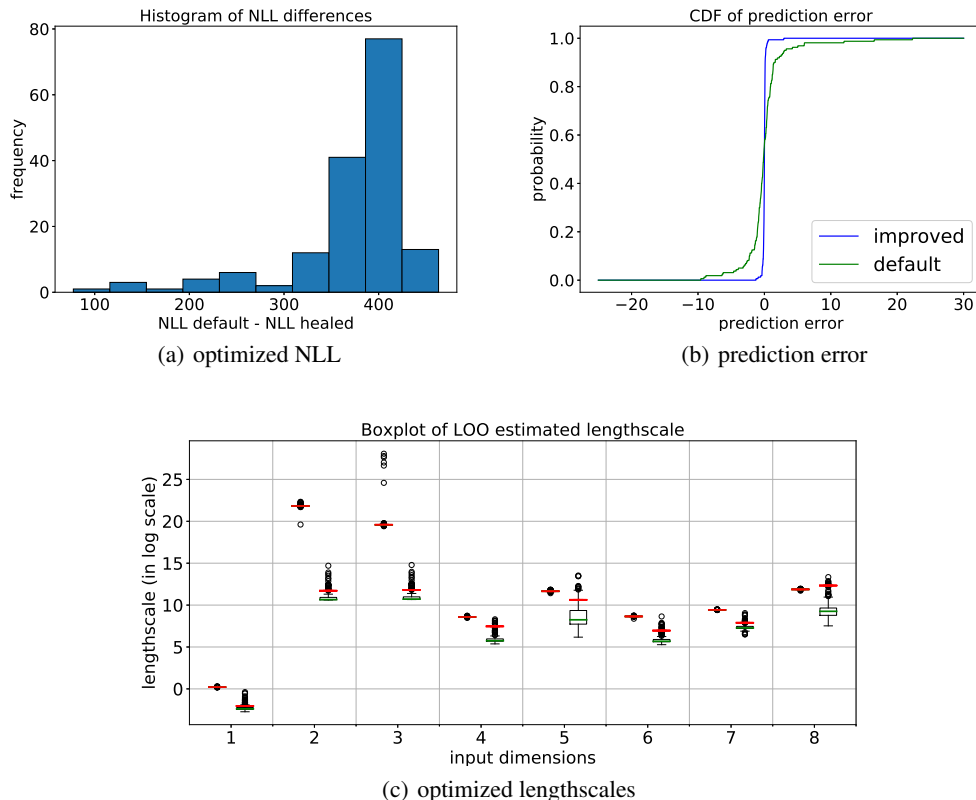 Histogram of NLL differences
80
60
40
20
0
frequency
100 200 300 400
NLL default - NLL healed
(a) optimized NLL
CDF of prediction error
1.0
0.8
0.6
0.4
0.2
0.0
probability
improved
default
−20 −10 0 10 20 30
prediction error
(b) prediction error
Boxplot of LOO estimated lengthscale
25
20
15
10
5
0
lengthscale (in log scale)
1 2 3 4 5 6 7 8
input dimensions
(c) optimized lengthscales